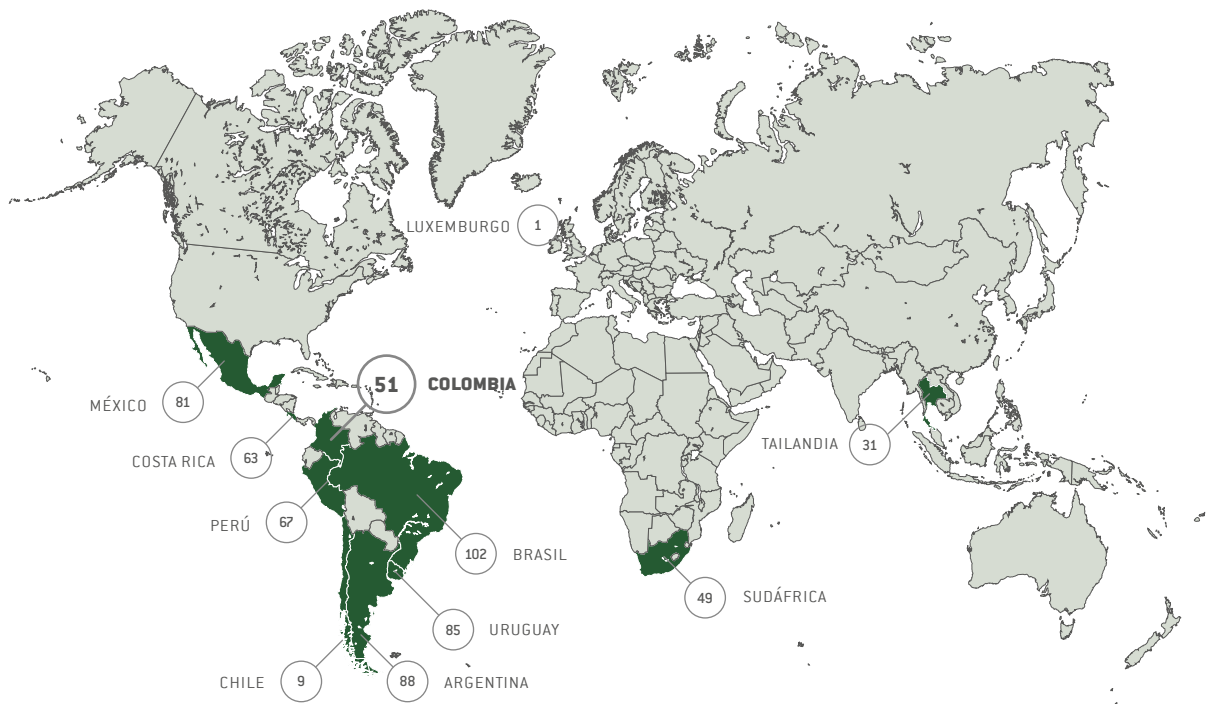 LUXEMBURGO 1
51 COLOMBIA
MÉXICO 81
TAILANDIA 31
COSTA RICA 63
PERÚ 67
102 BRASIL
49 SUDÁFRICA
85 URUGUAY
CHILE 9
88 ARGENTINA